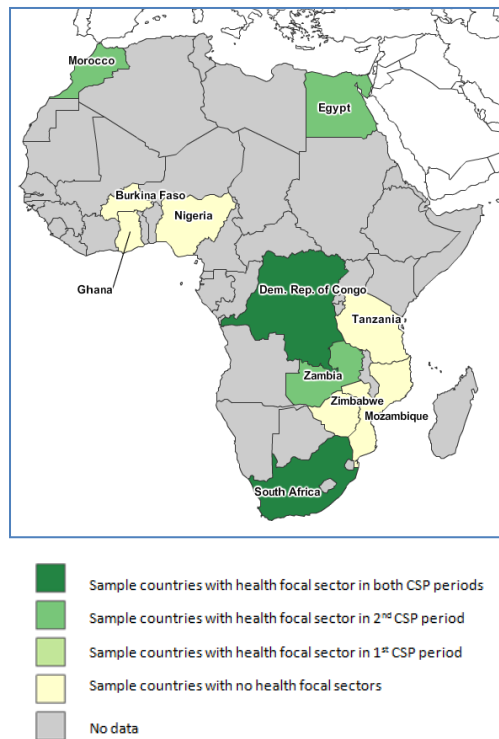 Morocco
Egypt
Burkina Faso
Nigeria
Ghana
Dem. Rep. of Congo
Tanzania
Zambia
Zimbabwe
Mozambique
South Africa
Sample countries with health focal sector in both CSP periods
Sample countries with health focal sector in 2nd CSP period
Sample countries with health focal sector in 1st CSP period
Sample countries with no health focal sectors
No data